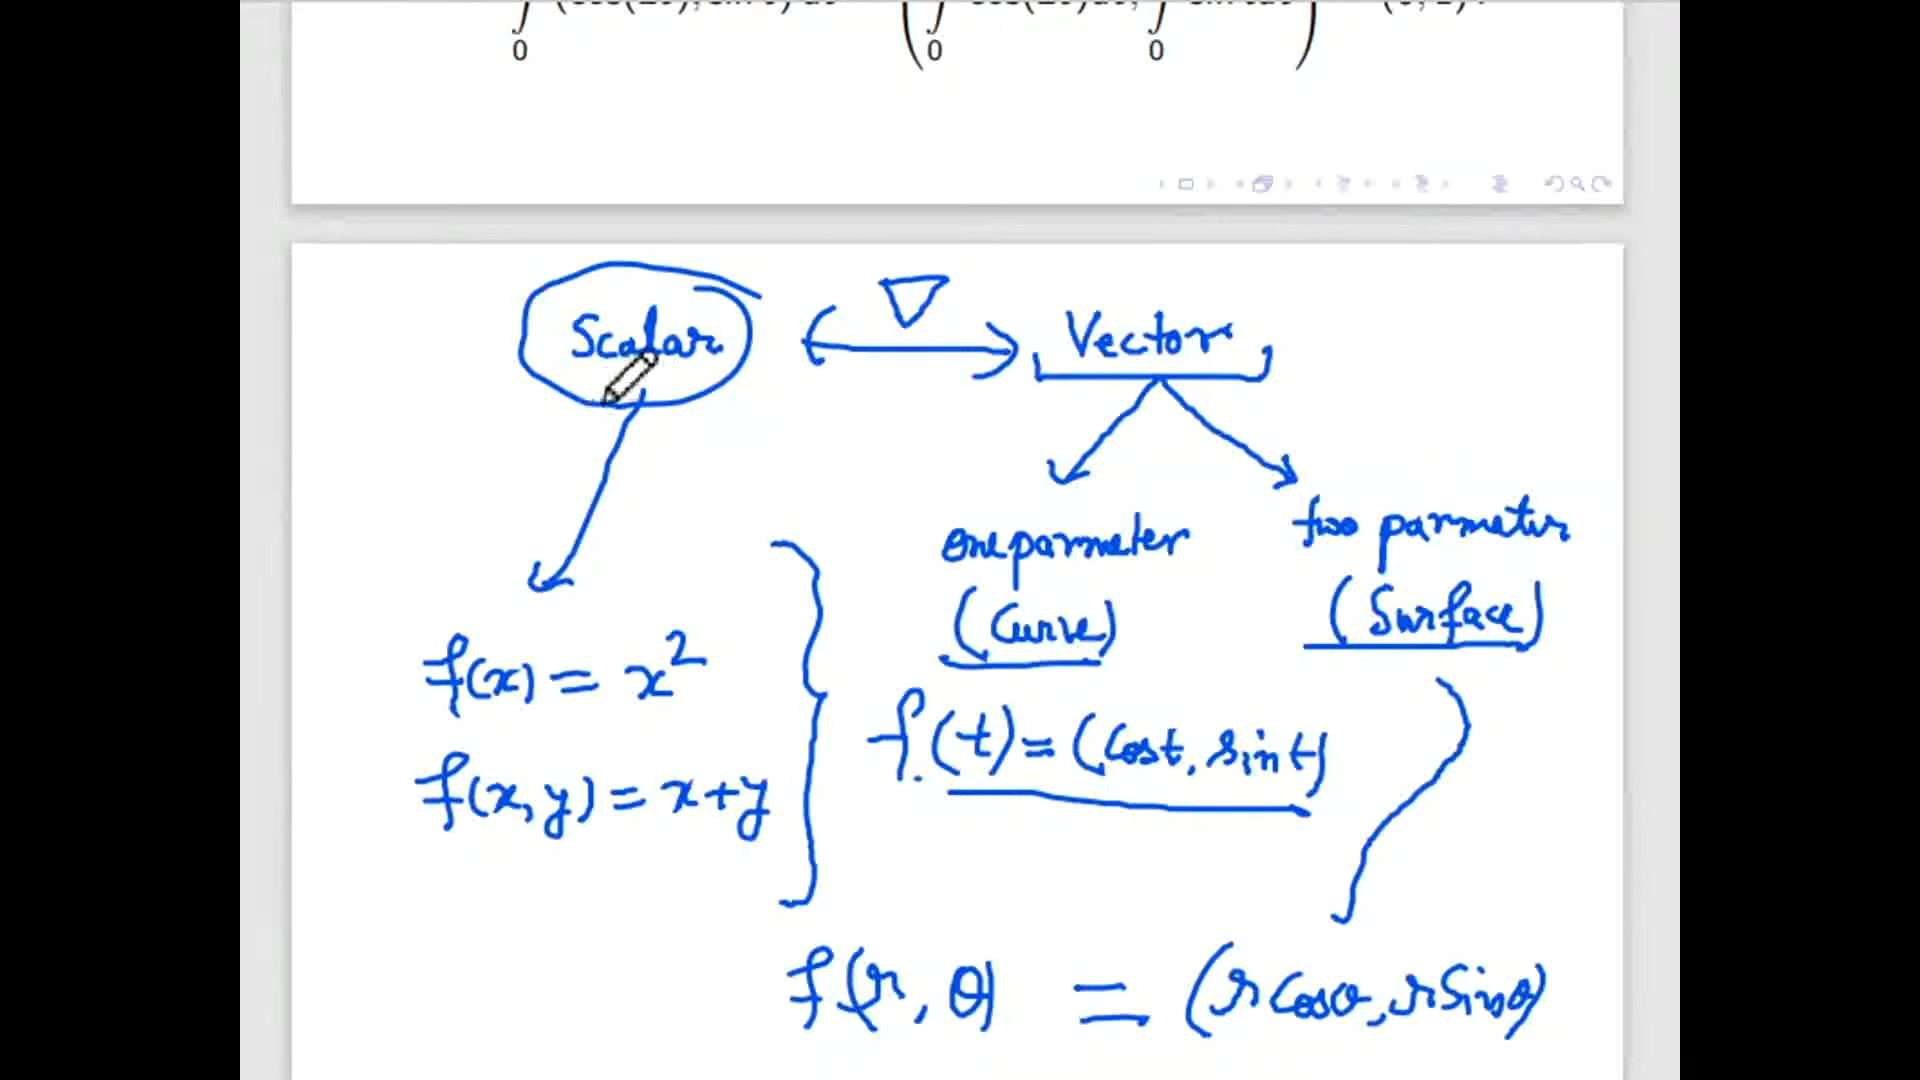 0 0 0
Scalar ∇ Vector
one parmeter two parmeter
(Curve) (Surface)
f(x) = x²
f(t) = (Cost, sint)
f(x, y) = x+y
f(r, θ) = (r Cosθ, r Sinθ)